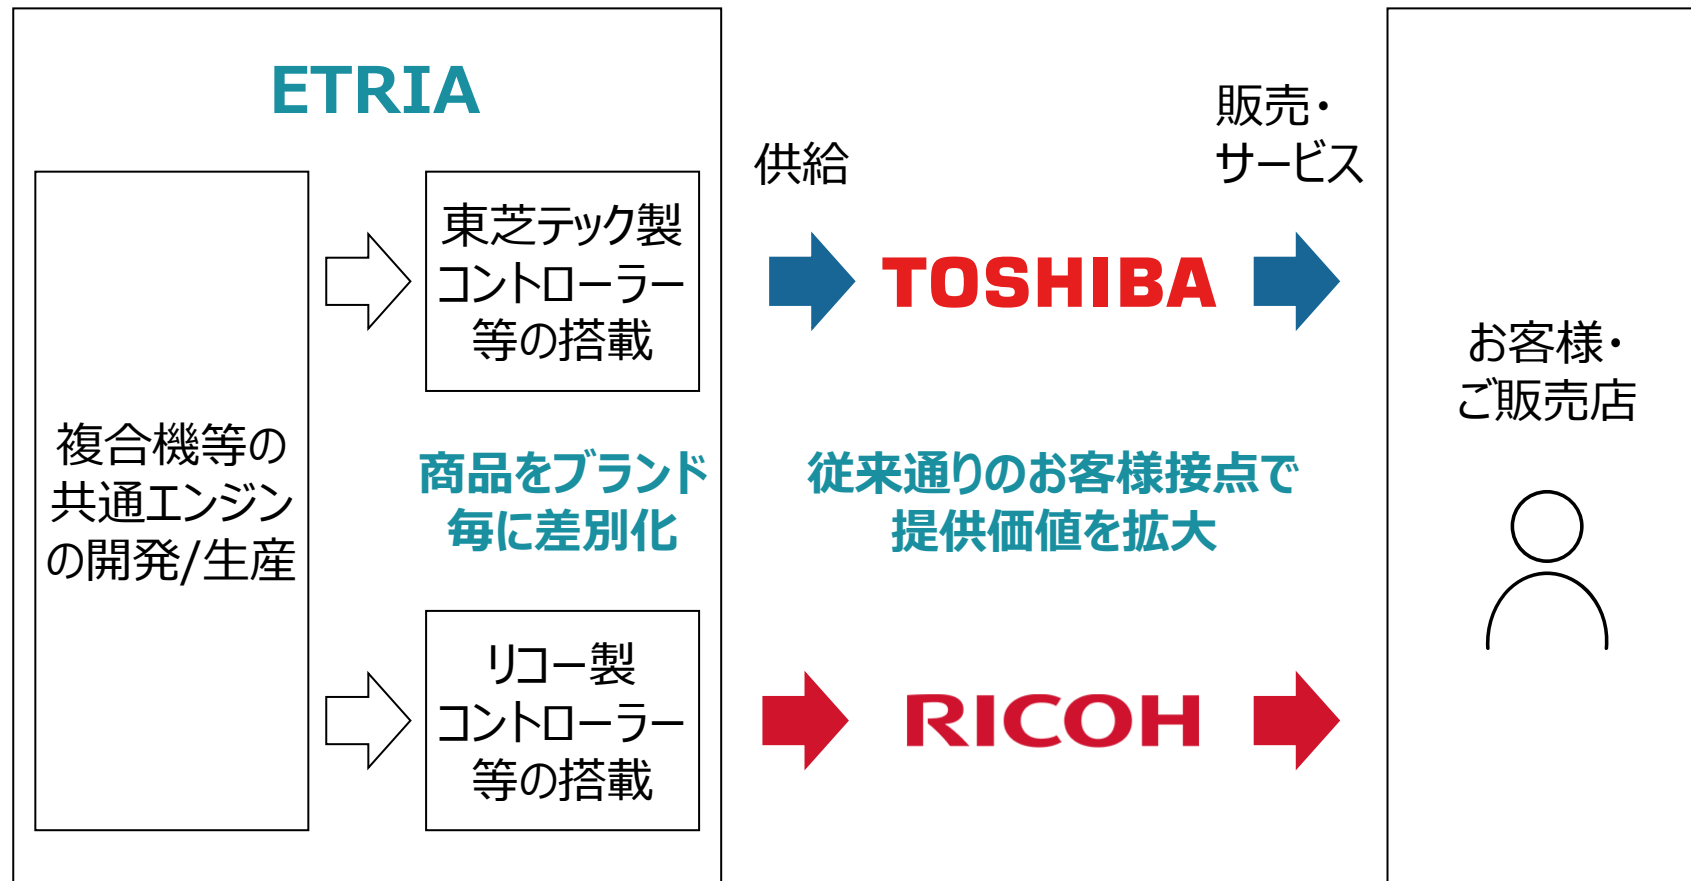 ETRIA
複合機等の
共通エンジン
の開発/生産
東芝テック製
コントローラー
等の搭載
商品をブランド
毎に差別化
リコー製
コントローラー
等の搭載
供給
TOSHIBA
従来通りのお客様接点で
提供価値を拡大
RICOH
販売・
サービス
お客様・
ご販売店